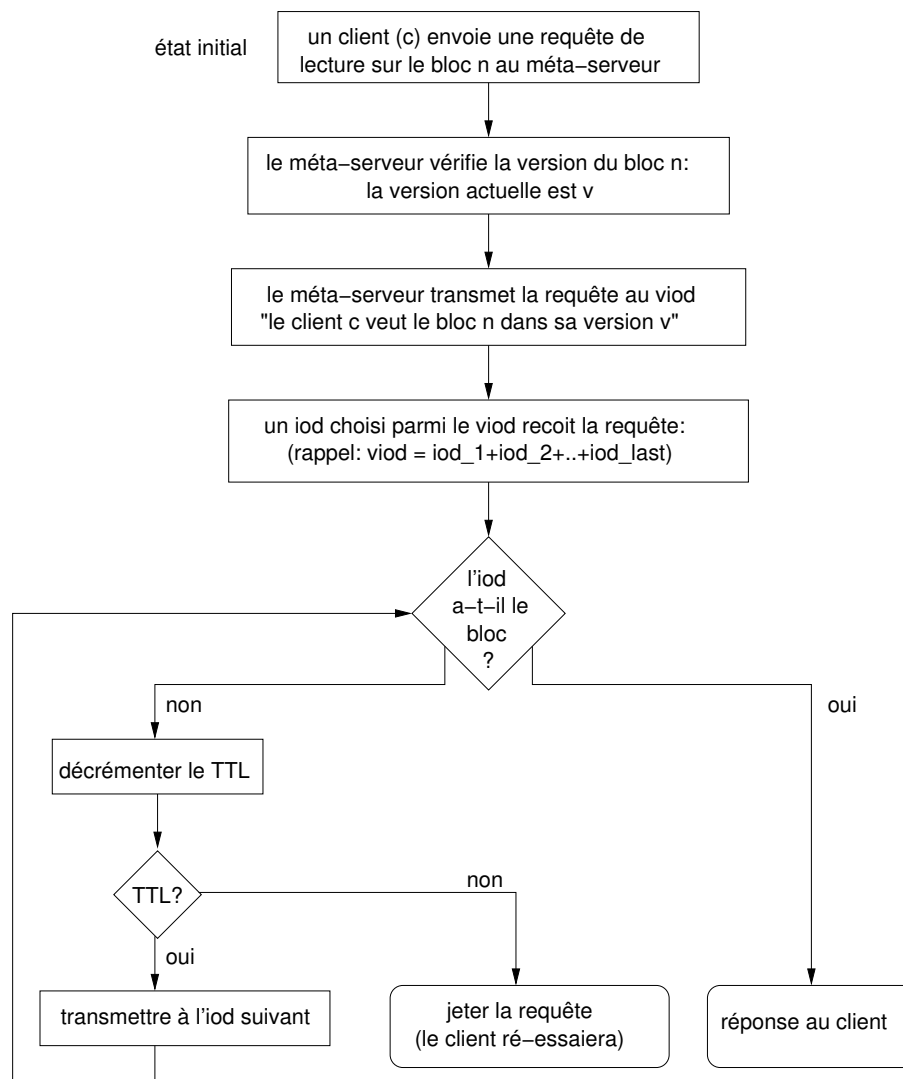 état initial
un client (c) envoie une requête de
lecture sur le bloc n au méta−serveur
le méta−serveur vérifie la version du bloc n:
la version actuelle est v
le méta−serveur transmet la requête au viod
"le client c veut le bloc n dans sa version v"
un iod choisi parmi le viod recoit la requête:
(rappel: viod = iod_1+iod_2+..+iod_last)
l'iod
a−t−il le
bloc
?
non
oui
décrémenter le TTL
TTL?
non
oui
transmettre à l'iod suivant
jeter la requête
(le client ré−essaiera)
réponse au client